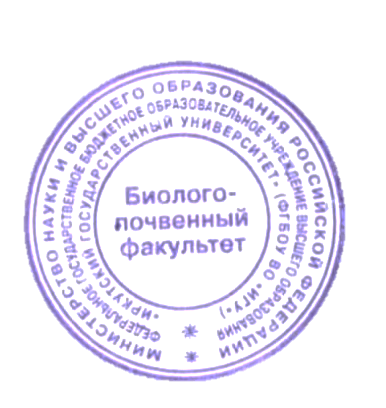 МИНИСТЕРСТВО НАУКИ И ВЫСШЕГО ОБРАЗОВАНИЯ РОССИЙСКОЙ ФЕДЕРАЦИИ
ФЕДЕРАЛЬНОЕ ГОСУДАРСТВЕННОЕ БЮДЖЕТНОЕ ОБРАЗОВАТЕЛЬНОЕ УЧРЕЖДЕНИЕ ВЫСШЕГО ОБРАЗОВАНИЯ
«ИРКУТСКИЙ ГОСУДАРСТВЕННЫЙ УНИВЕРСИТЕТ» (ФГБОУ ВО «ИГУ»)
Биолого-
почвенный
факультет